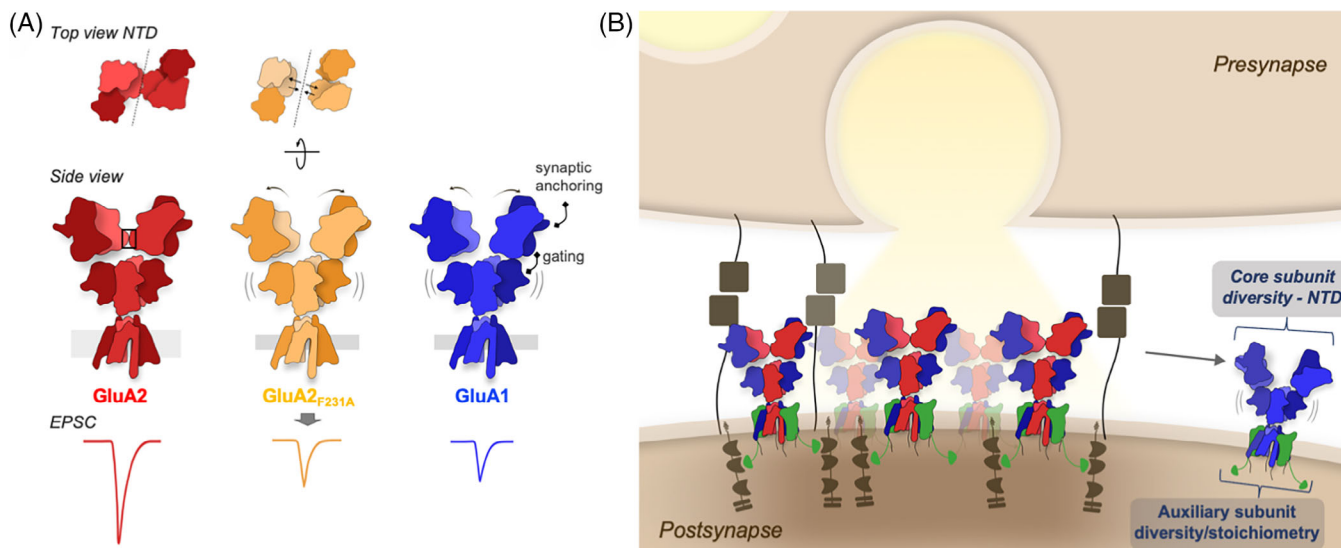 (A)
Top view NTD
Side view
synaptic
anchoring
gating
GluA2
GluA2F231A
GluA1
EPSC
(B)
Presynapse
Core subunit
diversity - NTD
Auxiliary subunit
diversity/stoichiometry
Postsynapse